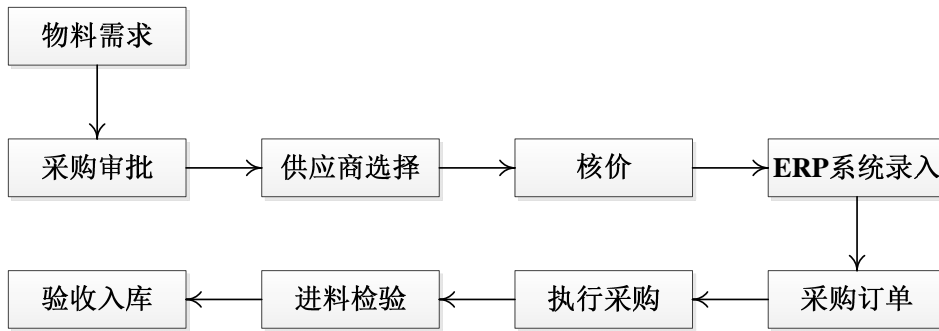 物料需求
采购审批
供应商选择
核价
ERP系统录入
采购订单
执行采购
进料检验
验收入库